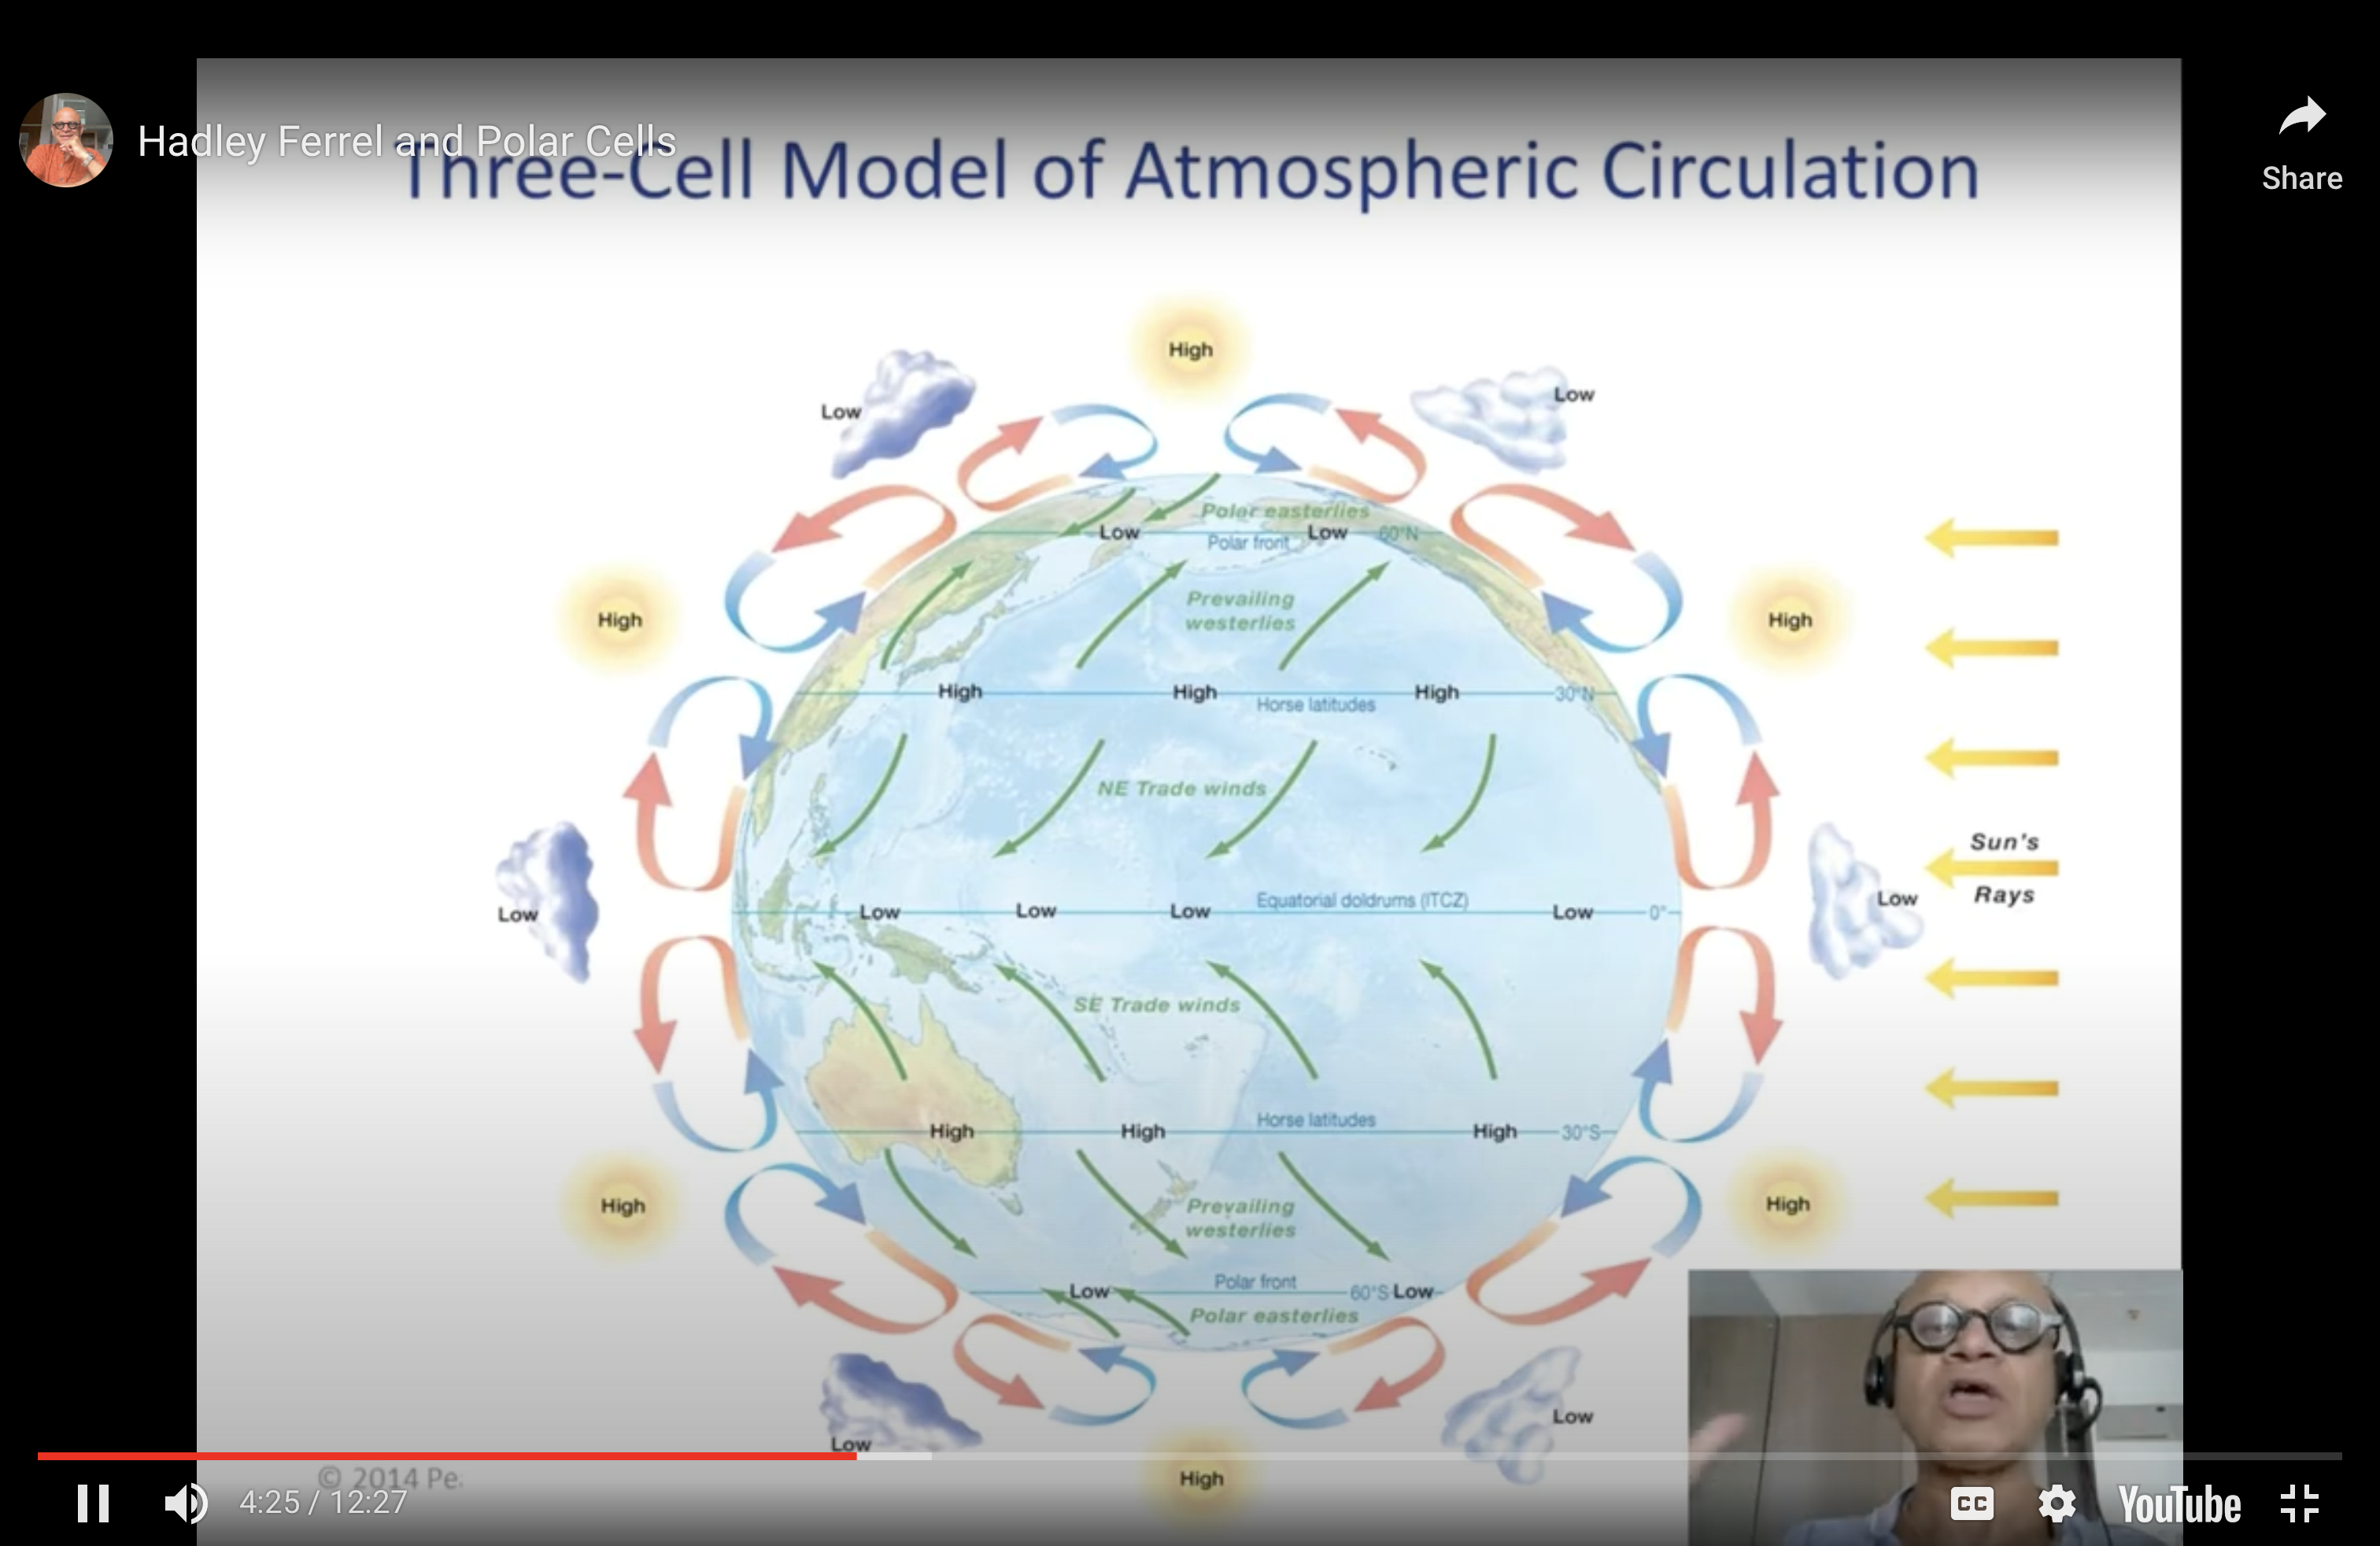 Hadley Ferrel and Polar Cells
Share
Three-Cell Model of Atmospheric Circulation
High
Low
Low
Polar easterlies
Low
Low
60°N
Polar front
Prevailing
westerlies
High
High
High
High
High
30°N
Horse latitudes
NE Trade winds
Sun's
Rays
Low
Low
Low
Low
Low
Equatorial doldrums (ITCZ)
Low
0°
SE Trade winds
High
High
Horse latitudes
High
30°S
High
High
Prevailing
westerlies
Polar front
Low
60°S
Low
Polar easterlies
Low
Low
High
© 2014 Pe
4:25 / 12:27
CC
YouTube